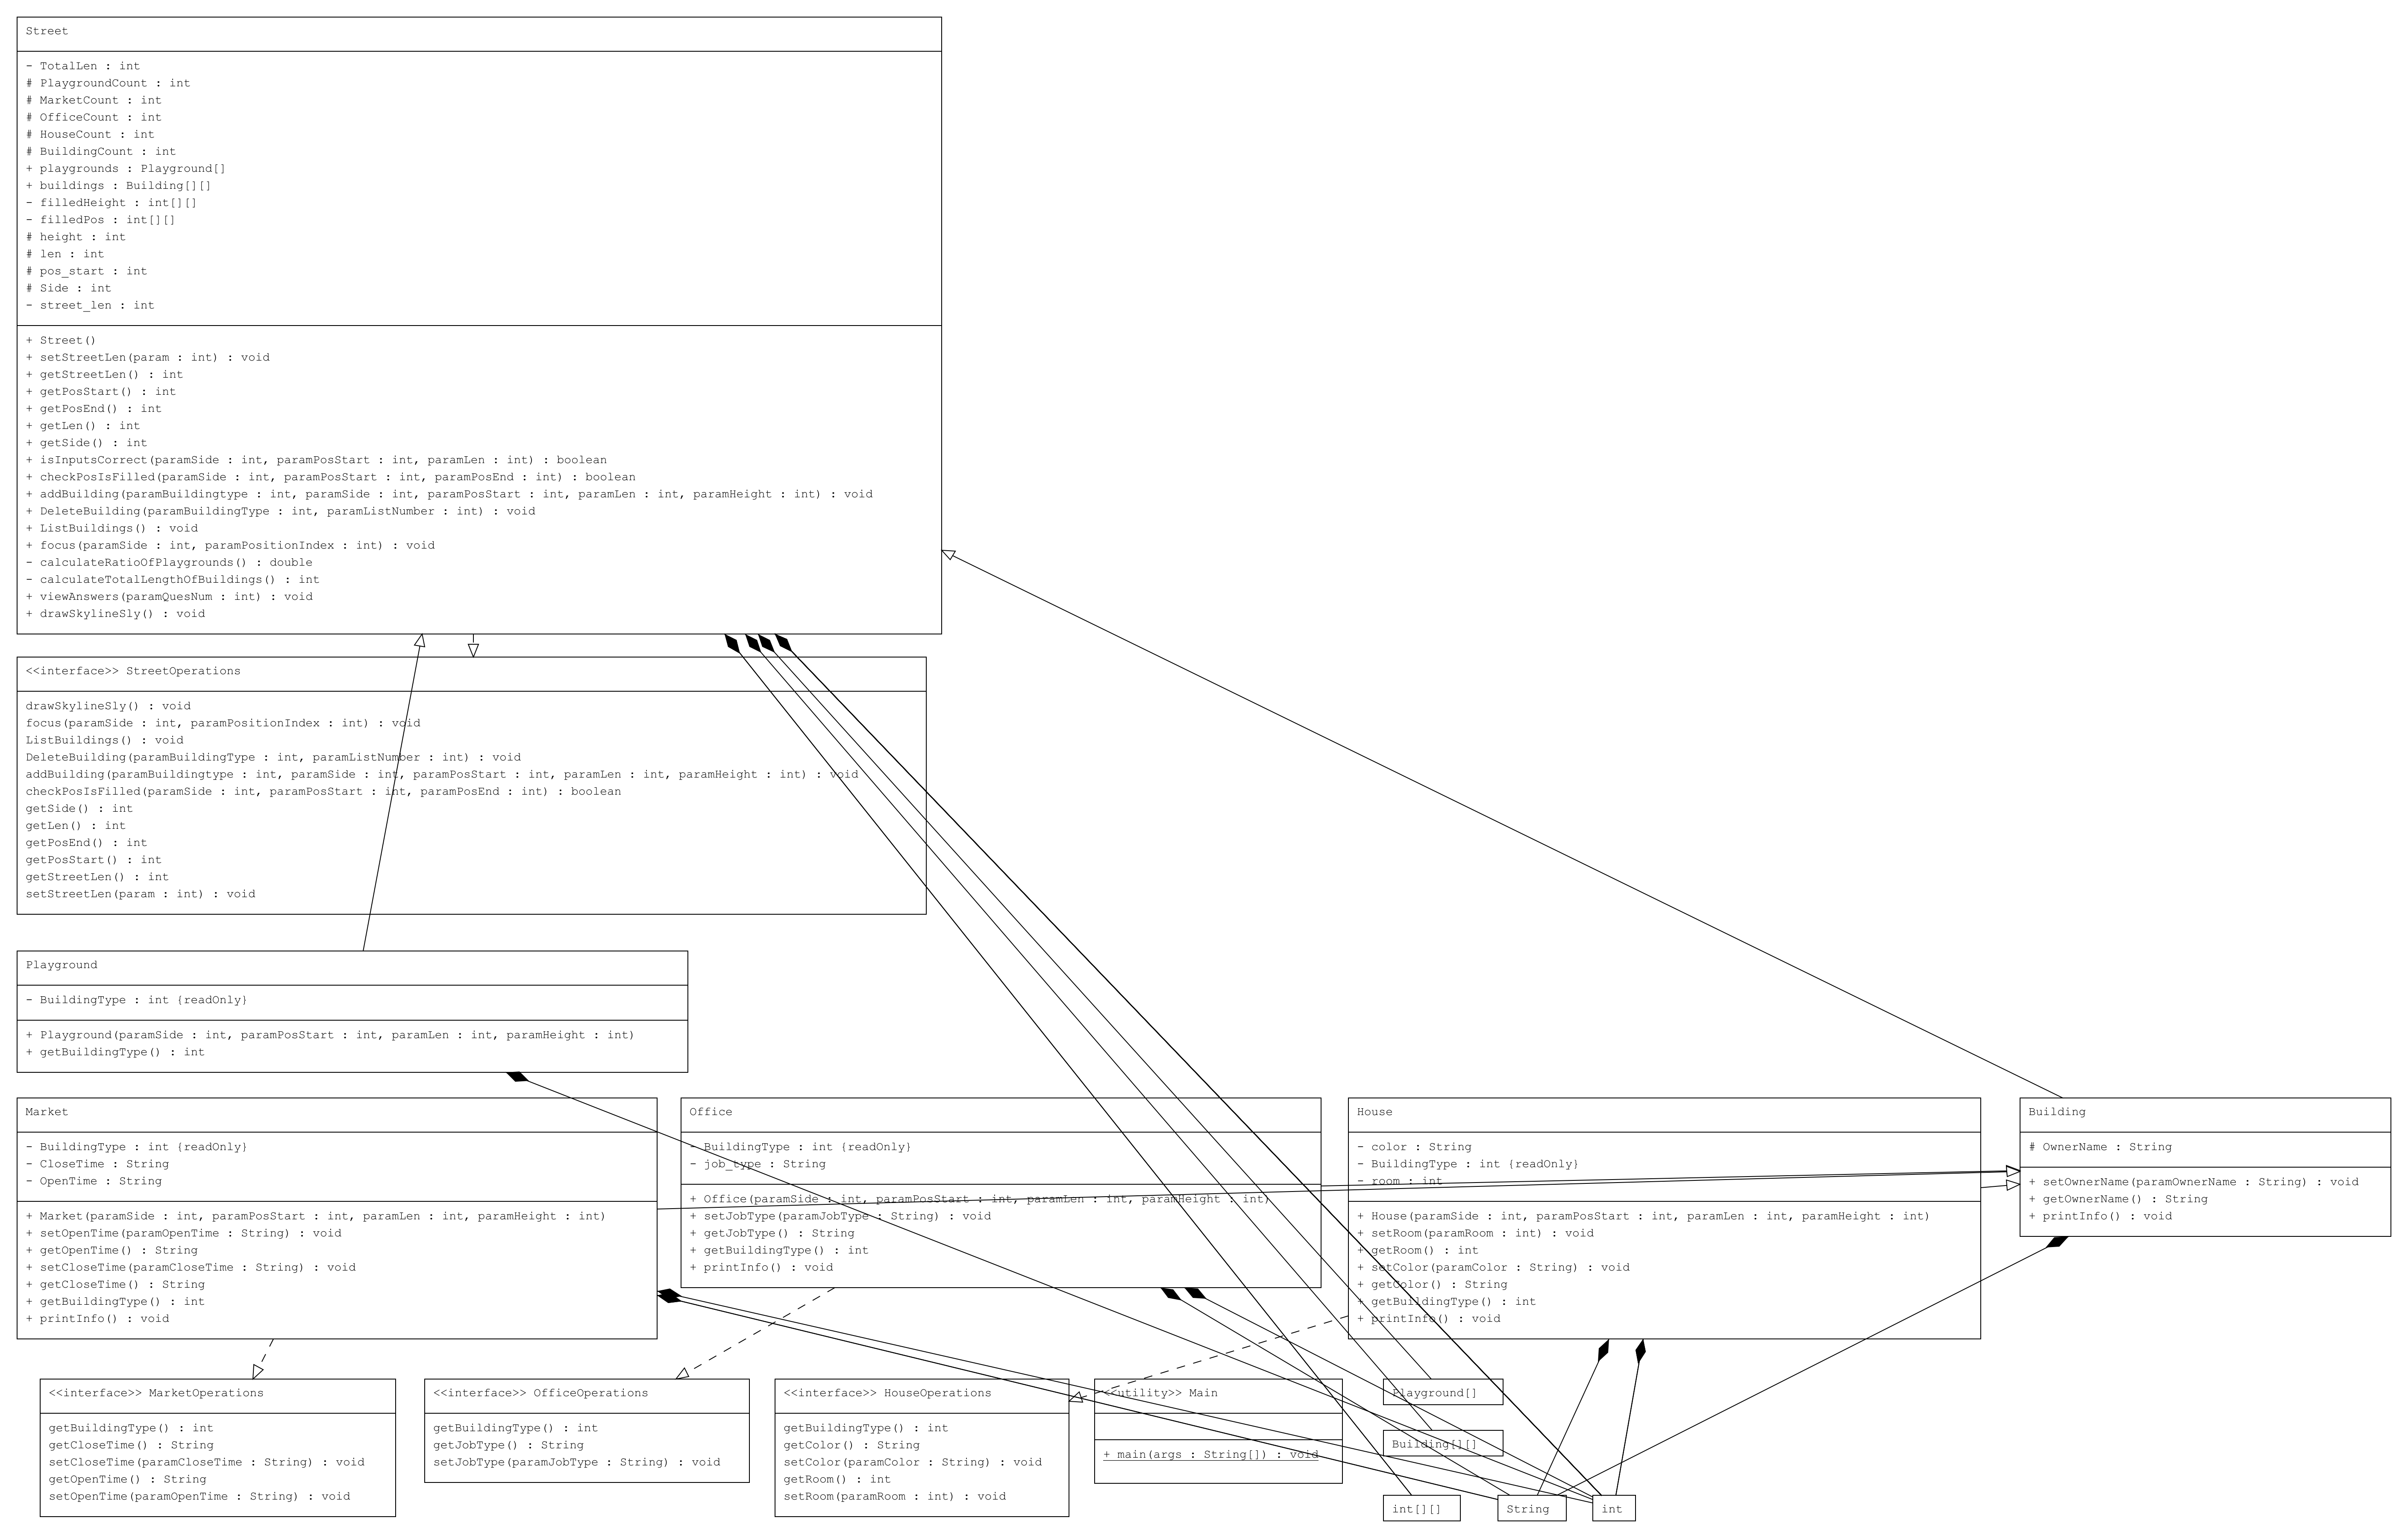 Street
- TotalLen : int
# PlaygroundCount : int
# MarketCount : int
# OfficeCount : int
# HouseCount : int
# BuildingCount : int
+ playgrounds : Playground[]
+ buildings : Building[][]
- filledHeight : int[][]
- filledPos : int[][]
# height : int
# len : int
# pos_start : int
# Side : int
- street_len : int
+ Street()
+ setStreetLen(param : int) : void
+ getStreetLen() : int
+ getPosStart() : int
+ getPosEnd() : int
+ getLen() : int
+ getSide() : int
+ isInputsCorrect(paramSide : int, paramPosStart : int, paramLen : int) : boolean
+ checkPosIsFilled(paramSide : int, paramPosStart : int, paramPosEnd : int) : boolean
+ addBuilding(paramBuildingtype : int, paramSide : int, paramPosStart : int, paramLen : int, paramHeight : int) : void
+ DeleteBuilding(paramBuildingType : int, paramListNumber : int) : void
+ ListBuildings() : void
+ focus(paramSide : int, paramPositionIndex : int) : void
- calculateRatioOfPlaygrounds() : double
- calculateTotalLengthOfBuildings() : int
+ viewAnswers(paramQuesNum : int) : void
+ drawSkylineSly() : void
<<interface>> StreetOperations
drawSkylineSly() : void
focus(paramSide : int, paramPositionIndex : int) : void
ListBuildings() : void
DeleteBuilding(paramBuildingType : int, paramListNumber : int) : void
addBuilding(paramBuildingtype : int, paramSide : int, paramPosStart : int, paramLen : int, paramHeight : int) : void
checkPosIsFilled(paramSide : int, paramPosStart : int, paramPosEnd : int) : boolean
getSide() : int
getLen() : int
getPosEnd() : int
getPosStart() : int
getStreetLen() : int
setStreetLen(param : int) : void
Playground
- BuildingType : int {readOnly}
+ Playground(paramSide : int, paramPosStart : int, paramLen : int, paramHeight : int)
+ getBuildingType() : int
Market
- BuildingType : int {readOnly}
- CloseTime : String
- OpenTime : String
+ Market(paramSide : int, paramPosStart : int, paramLen : int, paramHeight : int)
+ setOpenTime(paramOpenTime : String) : void
+ getOpenTime() : String
+ setCloseTime(paramCloseTime : String) : void
+ getCloseTime() : String
+ getBuildingType() : int
+ printInfo() : void
Office
- BuildingType : int {readOnly}
- job_type : String
+ Office(paramSide : int, paramPosStart : int, paramLen : int, paramHeight : int)
+ setJobType(paramJobType : String) : void
+ getJobType() : String
+ getBuildingType() : int
+ printInfo() : void
House
- color : String
- BuildingType : int {readOnly}
- room : int
+ House(paramSide : int, paramPosStart : int, paramLen : int, paramHeight : int)
+ setRoom(paramRoom : int) : void
+ getRoom() : int
+ setColor(paramColor : String) : void
+ getColor() : String
+ getBuildingType() : int
+ printInfo() : void
Building
# OwnerName : String
+ setOwnerName(paramOwnerName : String) : void
+ getOwnerName() : String
+ printInfo() : void
<<interface>> MarketOperations
getBuildingType() : int
getCloseTime() : String
setCloseTime(paramCloseTime : String) : void
getOpenTime() : String
setOpenTime(paramOpenTime : String) : void
<<interface>> OfficeOperations
getBuildingType() : int
getJobType() : String
setJobType(paramJobType : String) : void
<<interface>> HouseOperations
getBuildingType() : int
getColor() : String
setColor(paramColor : String) : void
getRoom() : int
setRoom(paramRoom : int) : void
<<utility>> Main
+ main(args : String[]) : void
Playground[]
Building[][]
int[][]
String
int